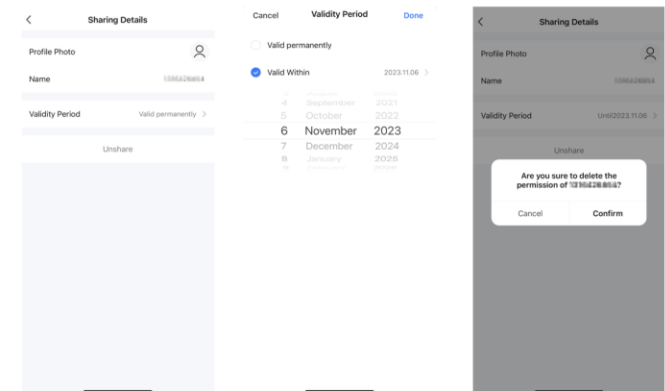 Sharing Details
Profile Photo
Name
Validity Period Valid permanently >
Unshare
Cancel Validity Period Done
Valid permanently
Valid Within 2023.11.06 >
4 September 2021
5 October 2022
6 November 2023
7 December 2024
8 January 2025
Sharing Details
Profile Photo
Name
Validity Period Until2023.11.06 >
Unshare
Are you sure to delete the
permission of ?
Cancel Confirm